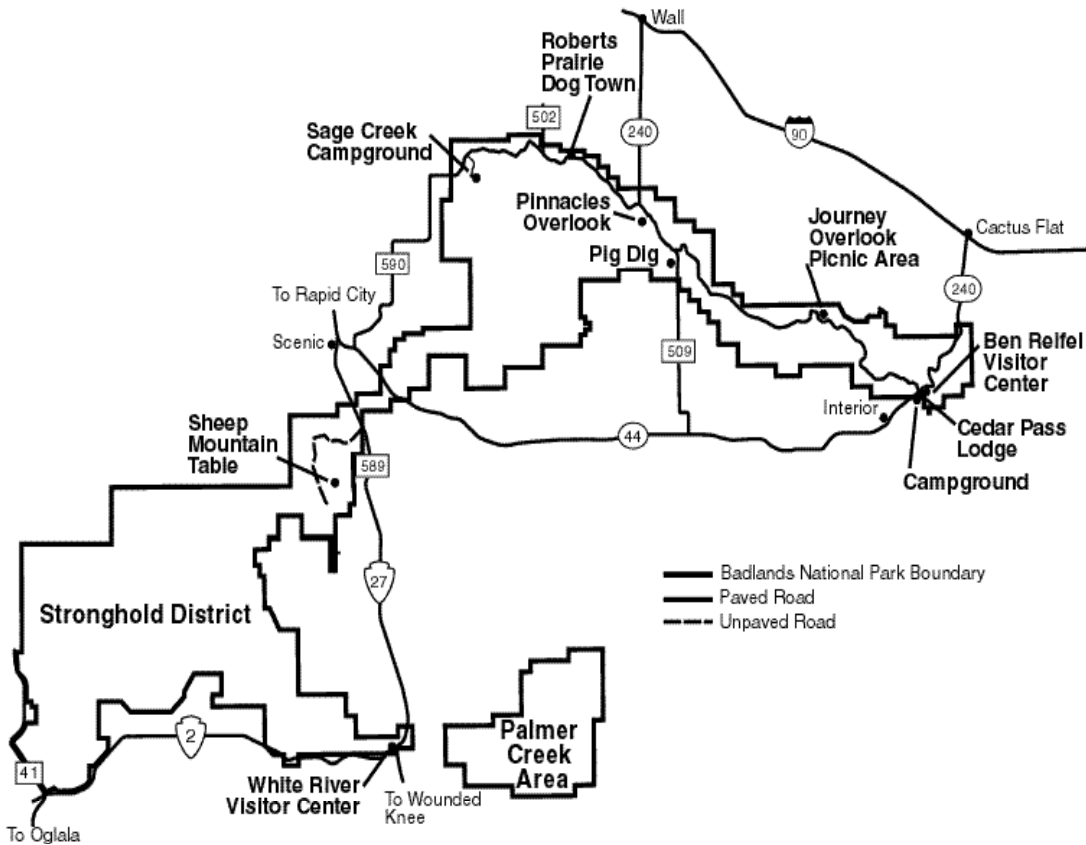 Wall
Roberts
Prairie
Dog Town
502
240
90
Sage Creek
Campground
Pinnacles
Overlook
Journey
Overlook
Picnic Area
Cactus Flat
Pig Dig
590
240
To Rapid City
Scenic
509
Ben Reifel
Visitor
Center
Interior
Sheep
Mountain
Table
44
Cedar Pass
Lodge
589
Campground
27
Badlands National Park Boundary
Paved Road
Unpaved Road
Stronghold District
2
Palmer
Creek
Area
41
White River
Visitor Center
To Wounded
Knee
To Oglala